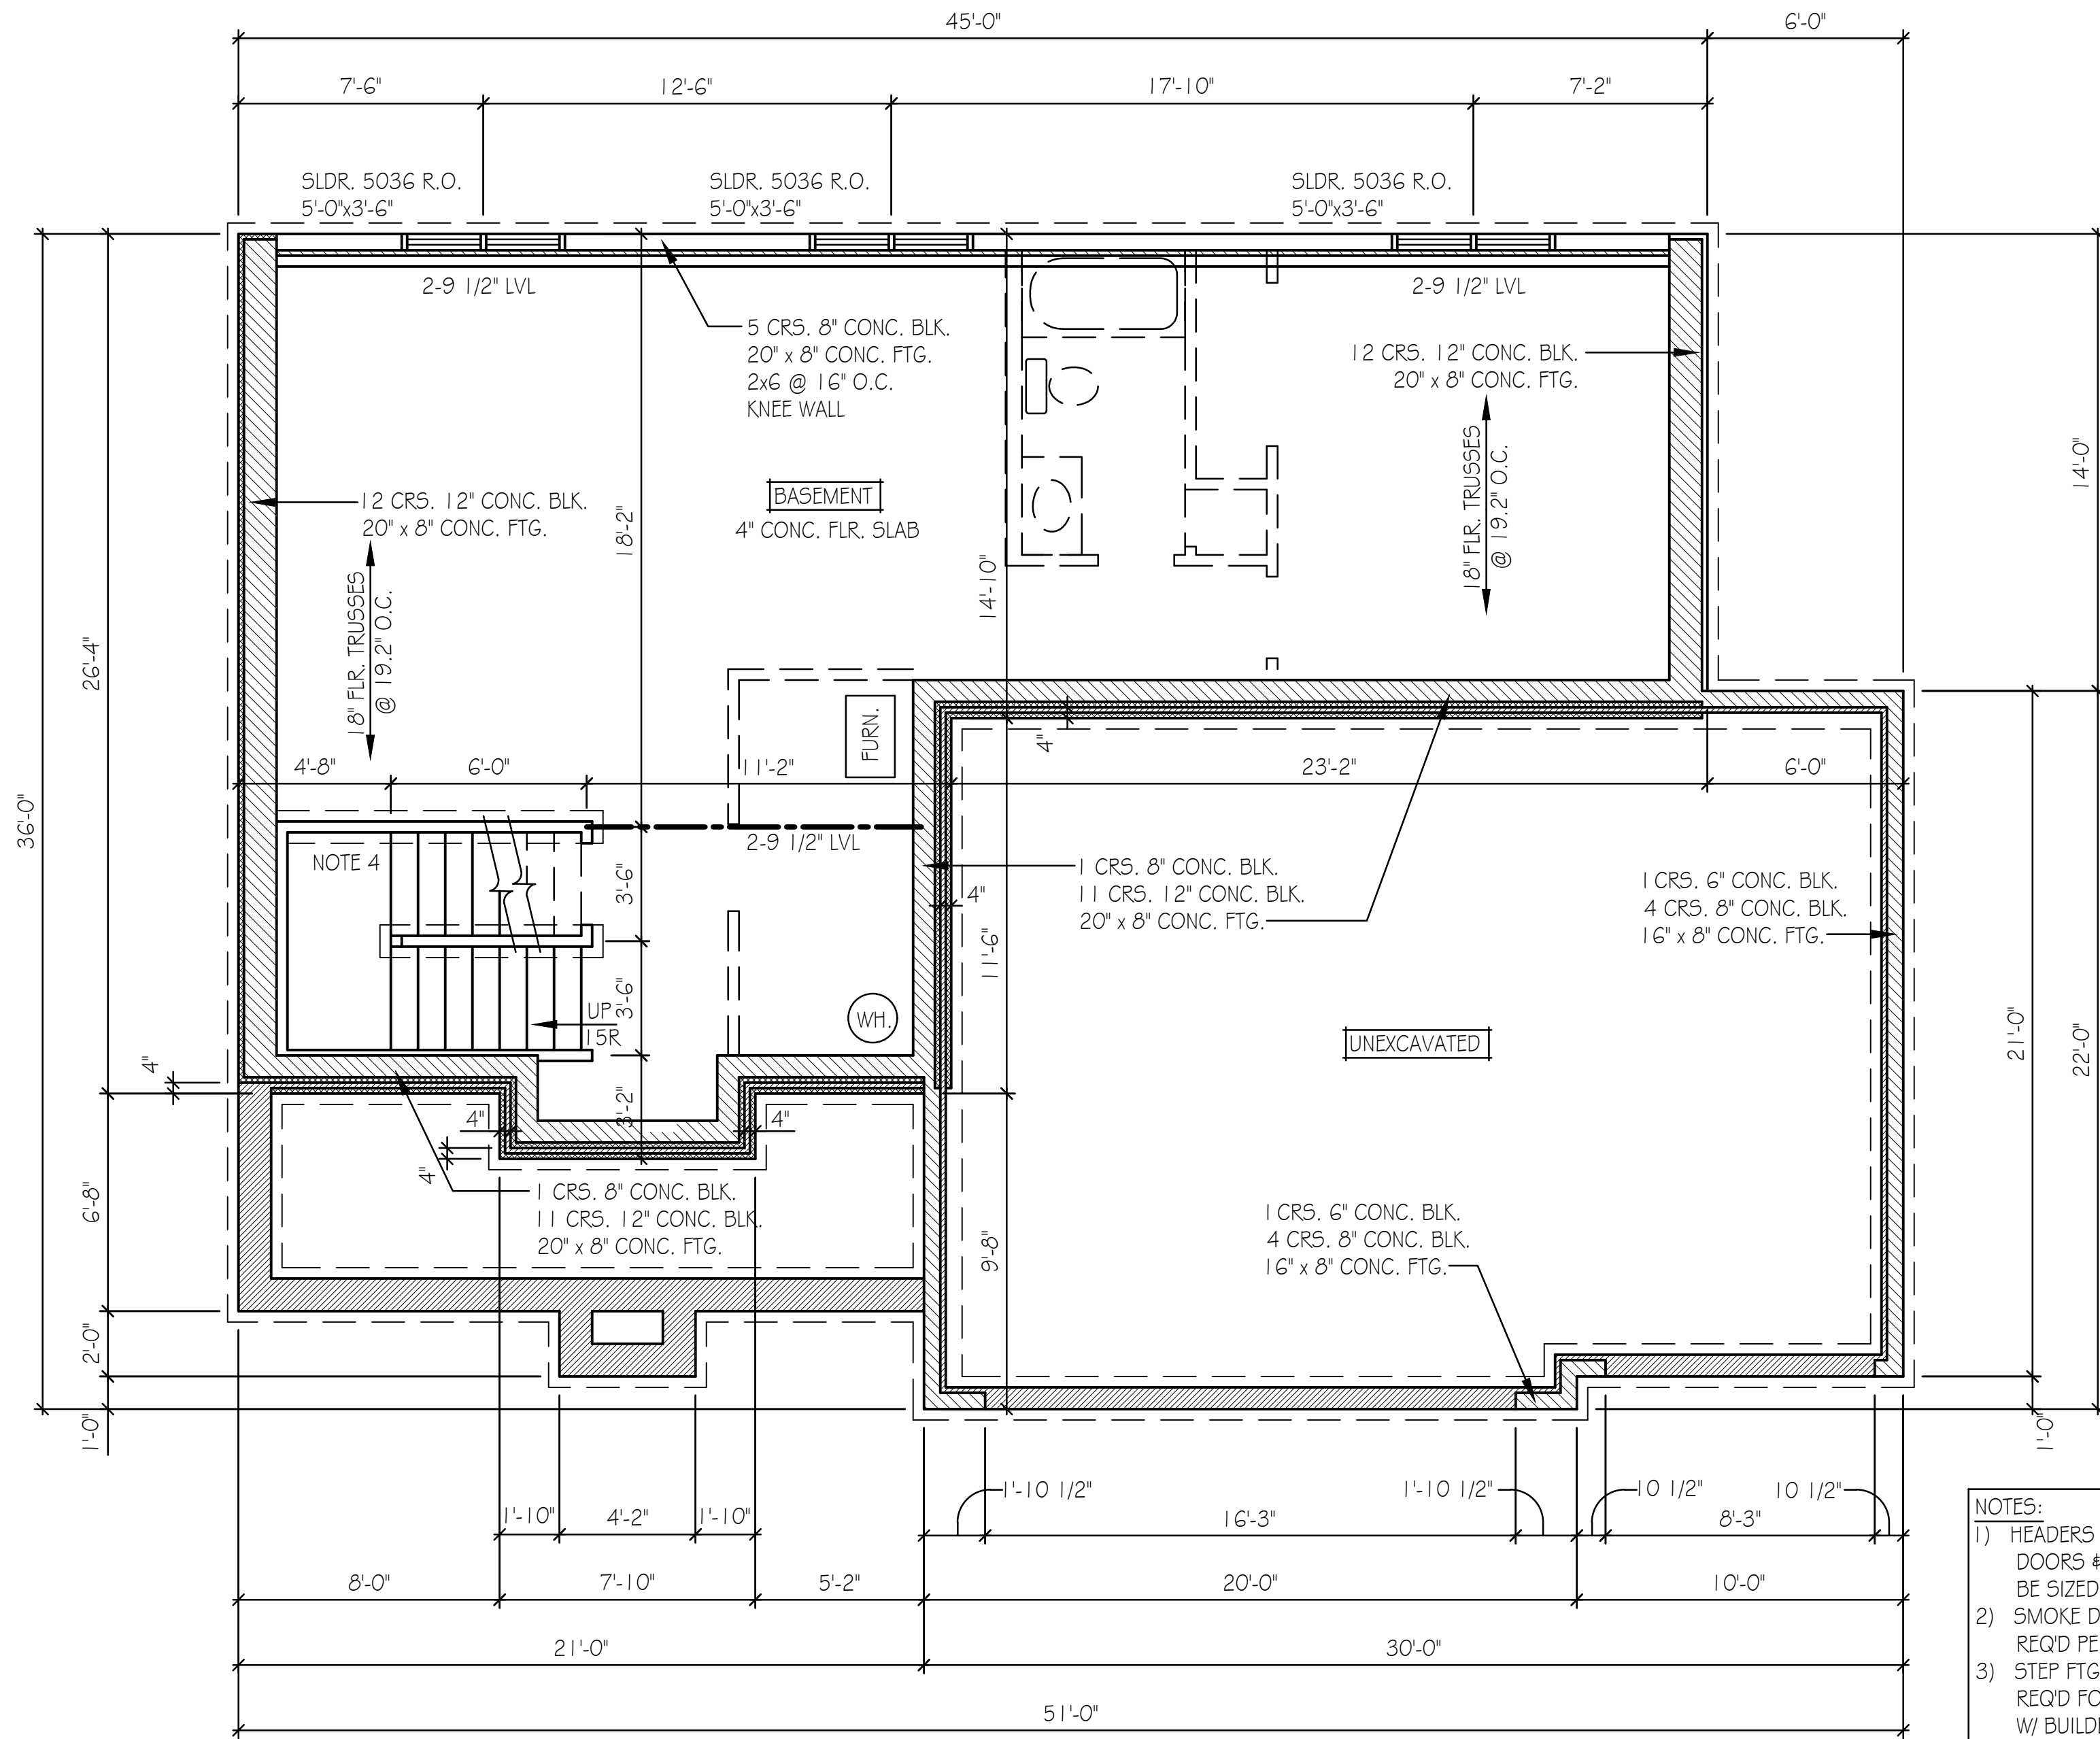 45'-0"
6'-0"
7'-6"
12'-6"
17'-10"
7'-2"
SLDR. 5036 R.O.
5'-0"x3'-6"
SLDR. 5036 R.O.
5'-0"x3'-6"
SLDR. 5036 R.O.
5'-0"x3'-6"
2-9 1/2" LVL
2-9 1/2" LVL
5 CRS. 8" CONC. BLK.
20" x 8" CONC. FTG.
2x6 @ 16" O.C.
KNEE WALL
12 CRS. 12" CONC. BLK.
20" x 8" CONC. FTG.
18" FLR. TRUSSES
@ 19.2" O.C.
14'-0"
BASEMENT
4" CONC. FLR. SLAB
12 CRS. 12" CONC. BLK.
20" x 8" CONC. FTG.
18'-2"
14'-10"
18" FLR. TRUSSES
@ 19.2" O.C.
26'-4"
36'-0"
FURN.
4"
4'-8"
6'-0"
11'-2"
23'-2"
6'-0"
NOTE 4
2-9 1/2" LVL
3'-6"
1 CRS. 8" CONC. BLK.
11 CRS. 12" CONC. BLK.
20" x 8" CONC. FTG.
4"
1 CRS. 6" CONC. BLK.
4 CRS. 8" CONC. BLK.
16" x 8" CONC. FTG.
11'-6"
3'-6"
UP
15R
WH.
UNEXCAVATED
21'-0"
22'-0"
4"
3'-2"
4"
4"
4"
1 CRS. 8" CONC. BLK.
11 CRS. 12" CONC. BLK.
20" x 8" CONC. FTG.
6'-8"
9'-8"
1 CRS. 6" CONC. BLK.
4 CRS. 8" CONC. BLK.
16" x 8" CONC. FTG.
2'-0"
1'-0"
1'-0"
1'-10"
4'-2"
1'-10"
1'-10 1/2"
16'-3"
1'-10 1/2"
10 1/2"
8'-3"
10 1/2"
8'-0"
7'-10"
5'-2"
20'-0"
10'-0"
21'-0"
30'-0"
51'-0"
NOTES:
1) HEADERS
DOORS &
BE SIZED
2) SMOKE D
REQ'D PE
3) STEP FTG
REQ'D FO
W/ BUILDI